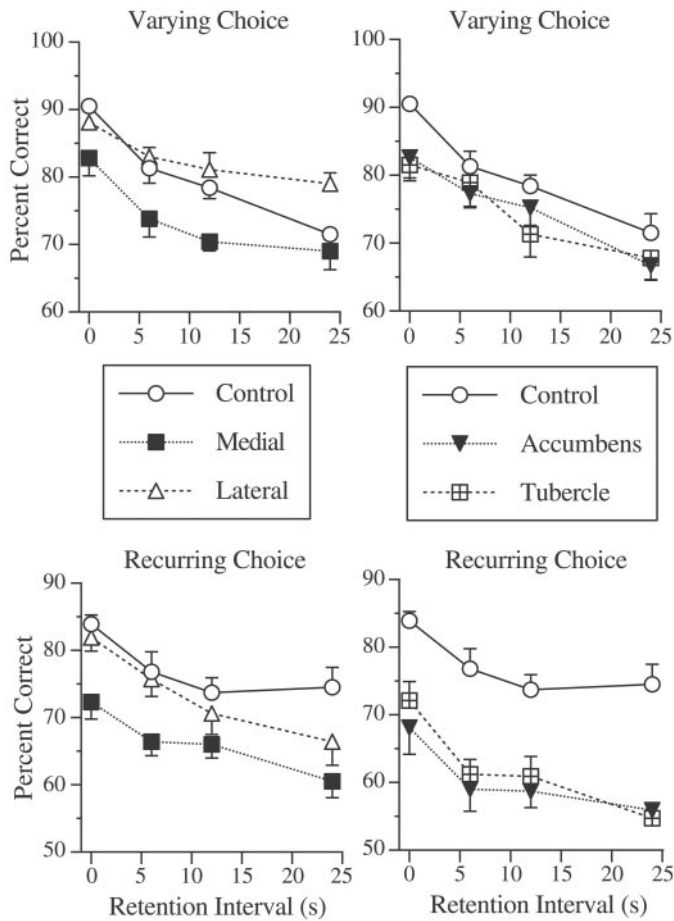 Varying Choice
Varying Choice
100
90
80
70
60
Percent Correct
0 5 10 15 20 25
100
90
80
70
60
0 5 10 15 20 25
Control
Medial
Lateral
Control
Accumbens
Tubercle
Recurring Choice
Recurring Choice
90
80
70
60
50
Percent Correct
0 5 10 15 20 25
Retention Interval (s)
90
80
70
60
50
0 5 10 15 20 25
Retention Interval (s)